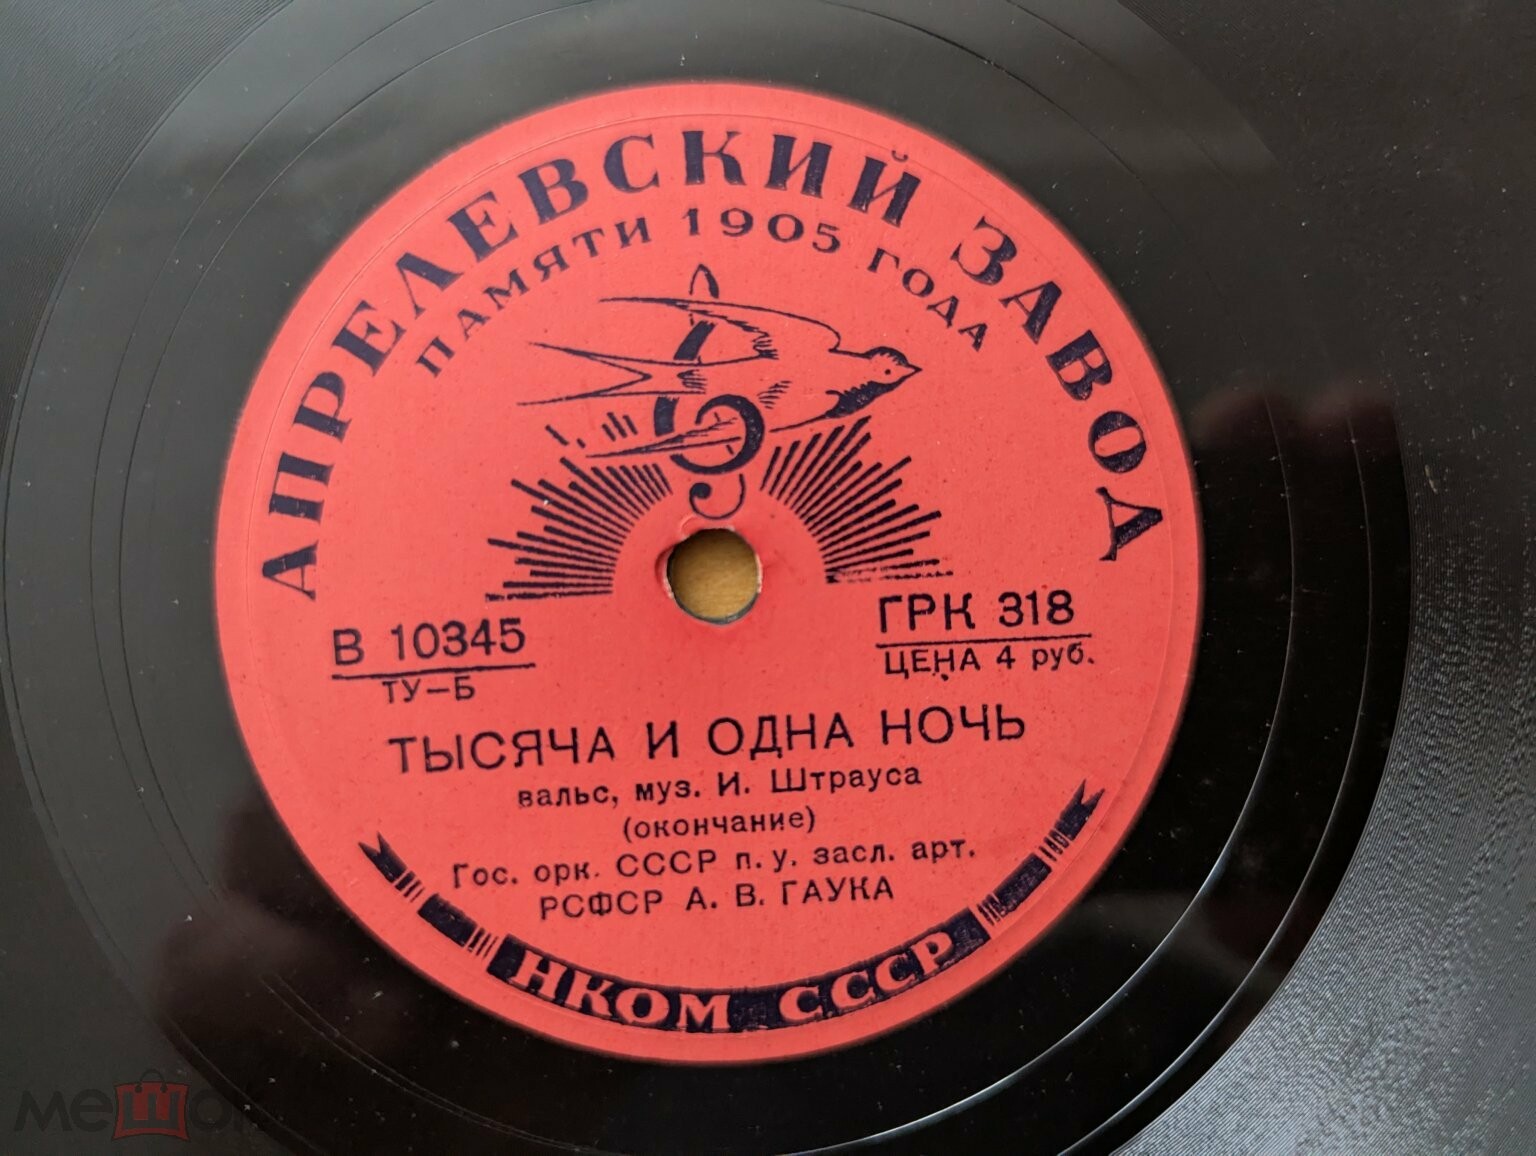 АПРЕЛЕВСКИЙ ЗАВОД
ПАМЯТИ 1905 ГОДА
В 10345
ТУ-Б
ГРК 318
ЦЕНА 4 руб.
ТЫСЯЧА И ОДНА НОЧЬ
вальс, муз. И. Штрауса
(окончание)
Гос. орк. СССР п. у. засл. арт.
РСФСР А. В. ГАУКА
НКОМ СССР
мешок